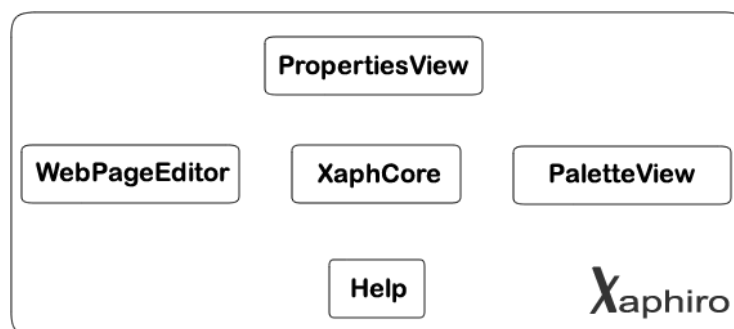 PropertiesView
WebPageEditor
XaphCore
PaletteView
Help
Xaphiro